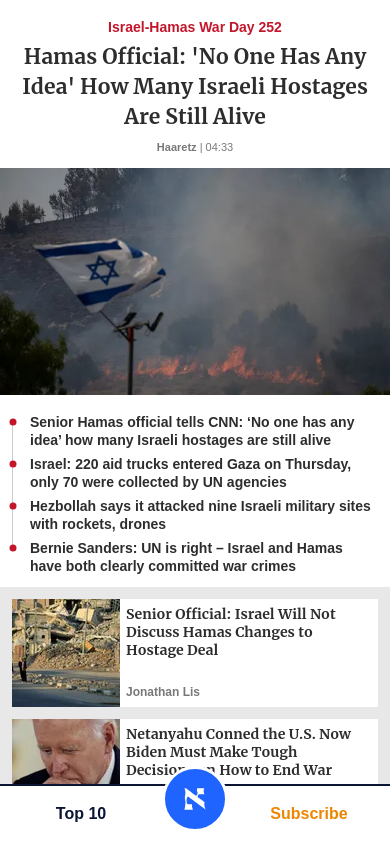 Israel-Hamas War Day 252
Hamas Official: 'No One Has Any
Idea' How Many Israeli Hostages
Are Still Alive
Haaretz | 04:33
Senior Hamas official tells CNN: ‘No one has any
idea’ how many Israeli hostages are still alive
Israel: 220 aid trucks entered Gaza on Thursday,
only 70 were collected by UN agencies
Hezbollah says it attacked nine Israeli military sites
with rockets, drones
Bernie Sanders: UN is right – Israel and Hamas
have both clearly committed war crimes
Senior Official: Israel Will Not
Discuss Hamas Changes to
Hostage Deal
Jonathan Lis
Netanyahu Conned the U.S. Now
Biden Must Make Tough
How to End War
Top 10
Subscribe